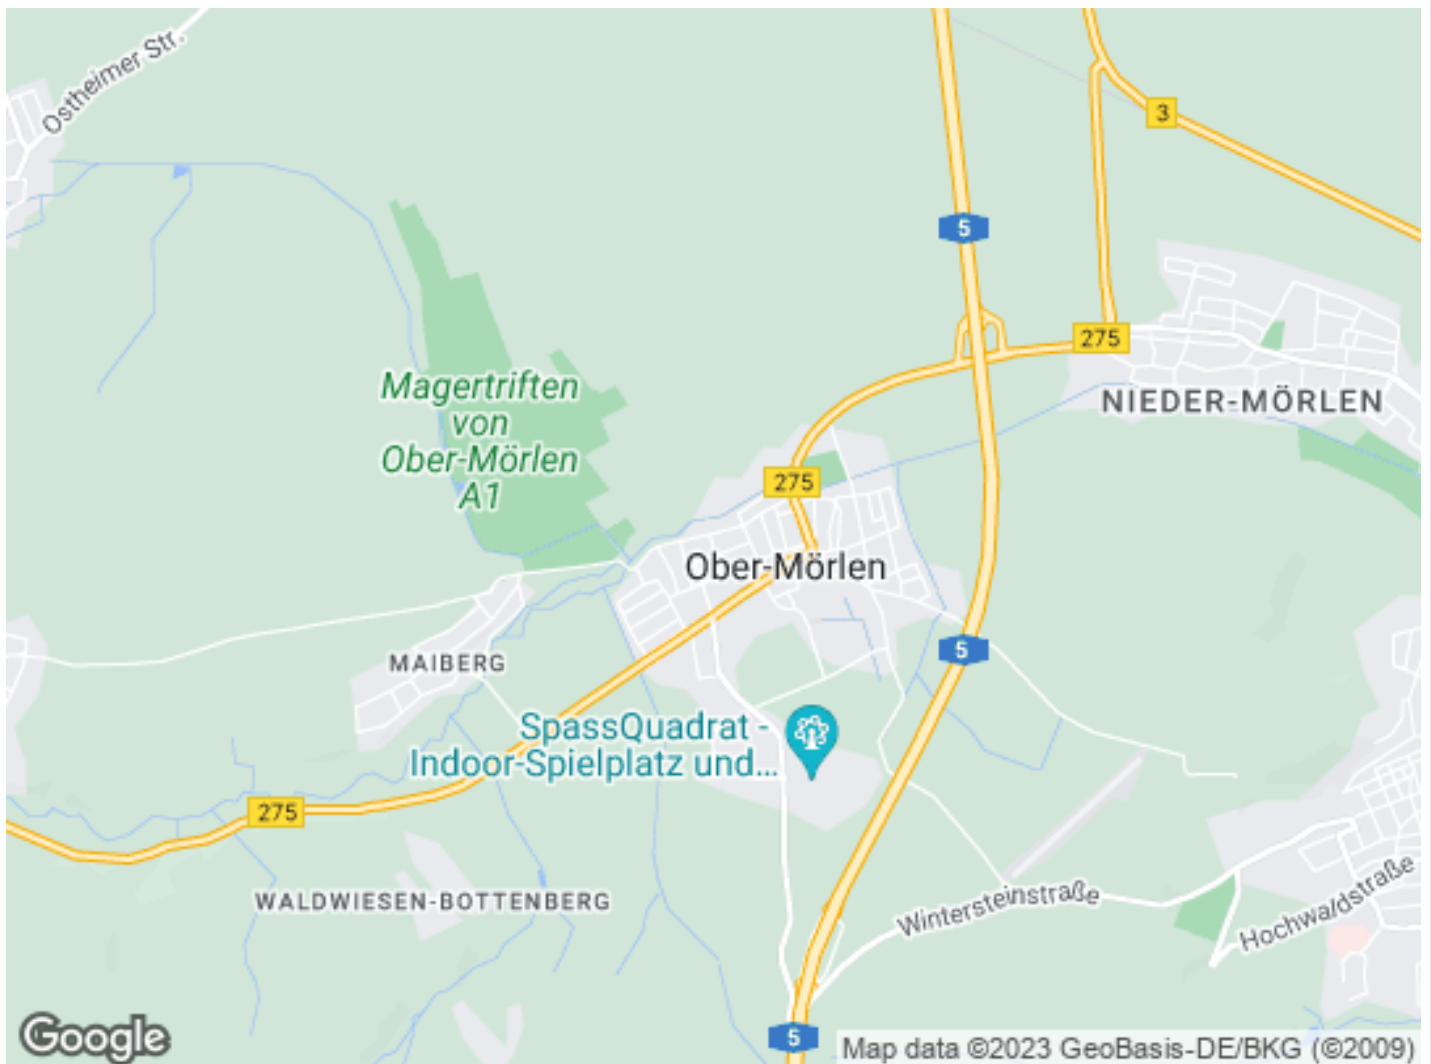 Ostheimer Str.
3
5
275
NIEDER-MÖRLEN
Magertriften
von
Ober-Mörlen
A1
275
Ober-Mörlen
5
MAIBERG
SpassQuadrat -
Indoor-Spielplatz und...
275
WALDWIESEN-BOTTENBERG
Wintersteinstraße
Hochwaldstraße
5
Google
Map data ©2023 GeoBasis-DE/BKG (©2009)